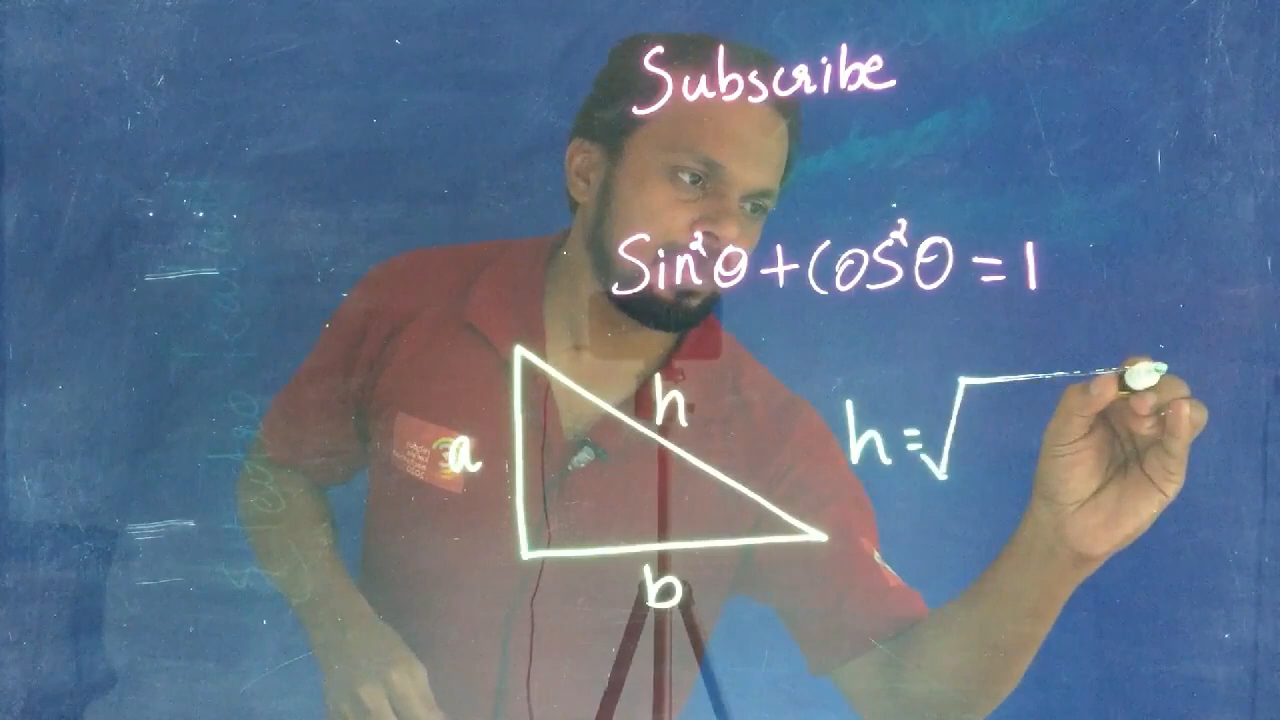 Subscribe
Sin²θ + Cos²θ = 1
h
a
h = √
b